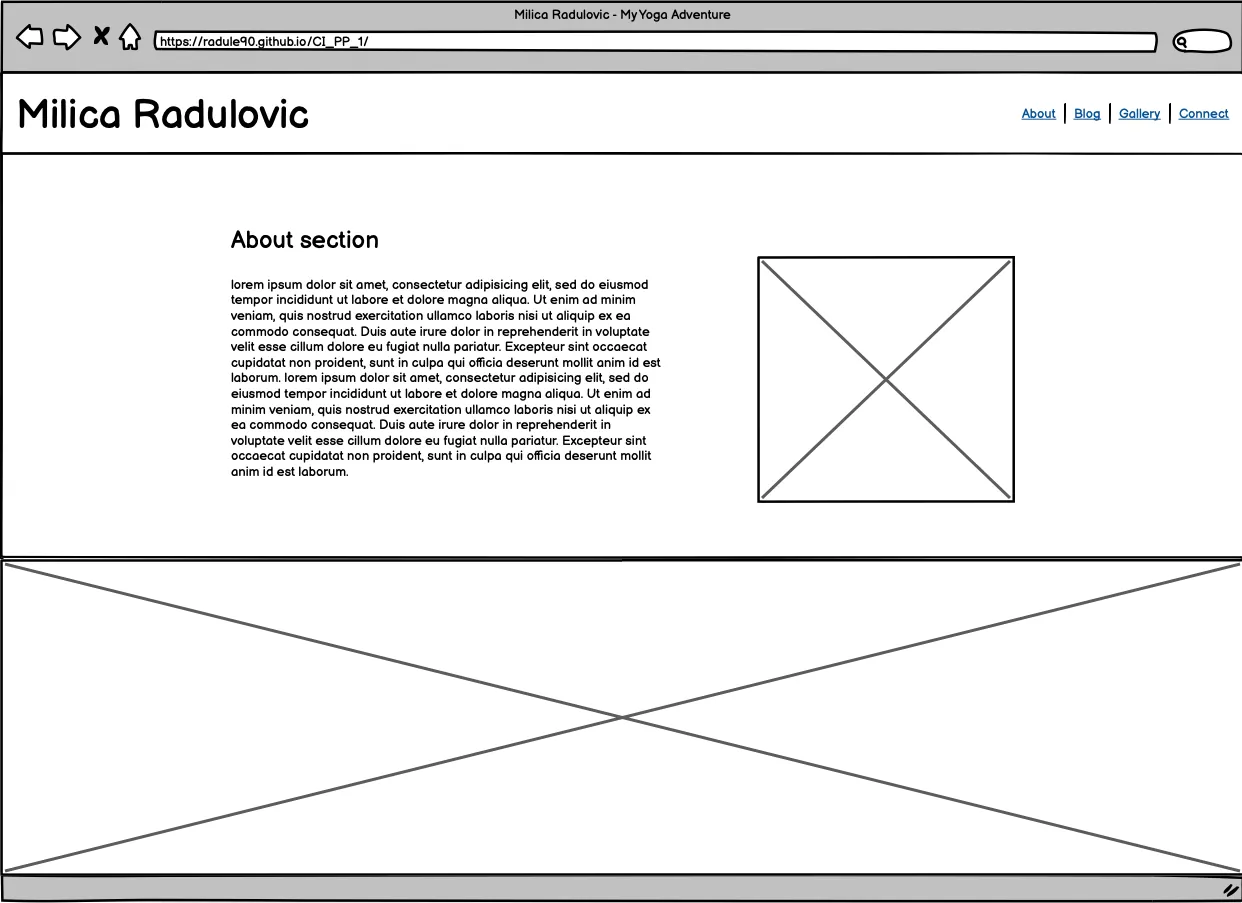 Milica Radulovic - My Yoga Adventure
https://radule90.github.io/CI_PP_1/
Milica Radulovic
About | Blog | Gallery | Connect
About section
lorem ipsum dolor sit amet, consectetur adipisicing elit, sed do eiusmod
tempor incididunt ut labore et dolore magna aliqua. Ut enim ad minim
veniam, quis nostrud exercitation ullamco laboris nisi ut aliquip ex ea
commodo consequat. Duis aute irure dolor in reprehenderit in voluptate
velit esse cillum dolore eu fugiat nulla pariatur. Excepteur sint occaecat
cupidatat non proident, sunt in culpa qui officia deserunt mollit anim id est
laborum. lorem ipsum dolor sit amet, consectetur adipisicing elit, sed do
eiusmod tempor incididunt ut labore et dolore magna aliqua. Ut enim ad
minim veniam, quis nostrud exercitation ullamco laboris nisi ut aliquip ex
ea commodo consequat. Duis aute irure dolor in reprehenderit in
voluptate velit esse cillum dolore eu fugiat nulla pariatur. Excepteur sint
occaecat cupidatat non proident, sunt in culpa qui officia deserunt mollit
anim id est laborum.